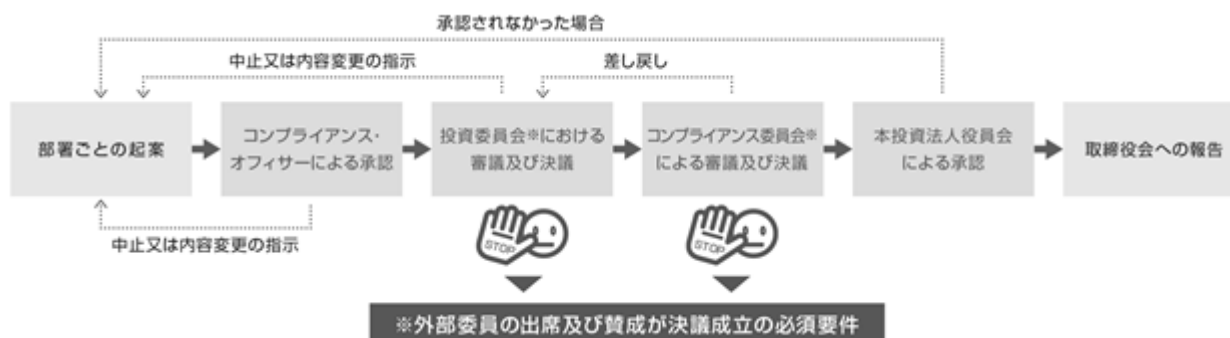 承認されなかった場合
中止又は内容変更の指示
差し戻し
部署ごとの起案
コンプライアンス・
オフィサーによる承認
投資委員会※における
審議及び決議
コンプライアンス委員会※
による審議及び決議
本投資法人役員会
による承認
取締役会への報告
中止又は内容変更の指示
STOP
STOP
※外部委員の出席及び賛成が決議成立の必須要件